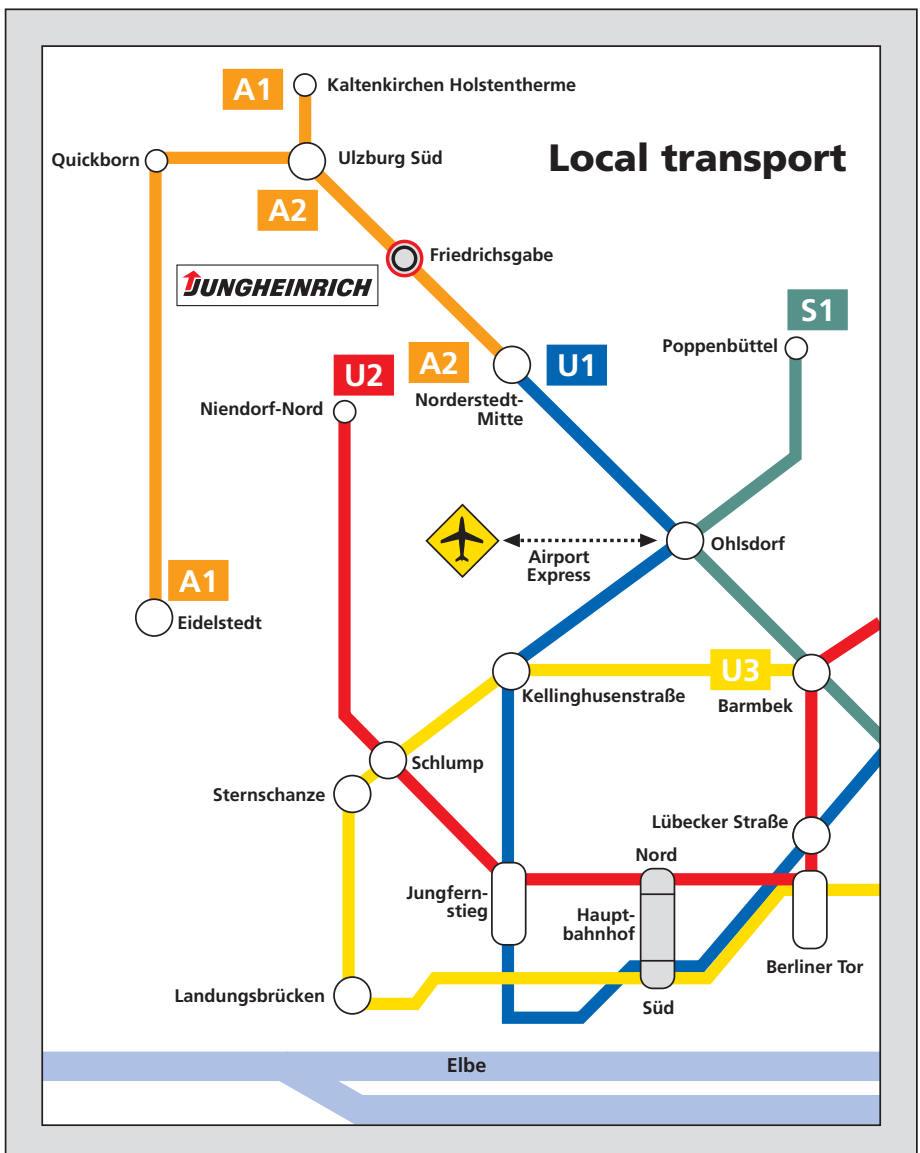 A1
Kaltenkirchen Holstentherme
Quickborn
Ulzburg Süd
Local transport
A2
Friedrichsgabe
JUNGHEINRICH
S1
Poppenbüttel
U2
A2
U1
Niendorf-Nord
Norderstedt-
Mitte
Ohlsdorf
Airport
Express
A1
Eidelstedt
U3
Kellinghusenstraße
Barmbek
Schlump
Sternschanze
Lübecker Straße
Nord
Jungfern-
stieg
Haupt-
bahnhof
Berliner Tor
Landungsbrücken
Süd
Elbe